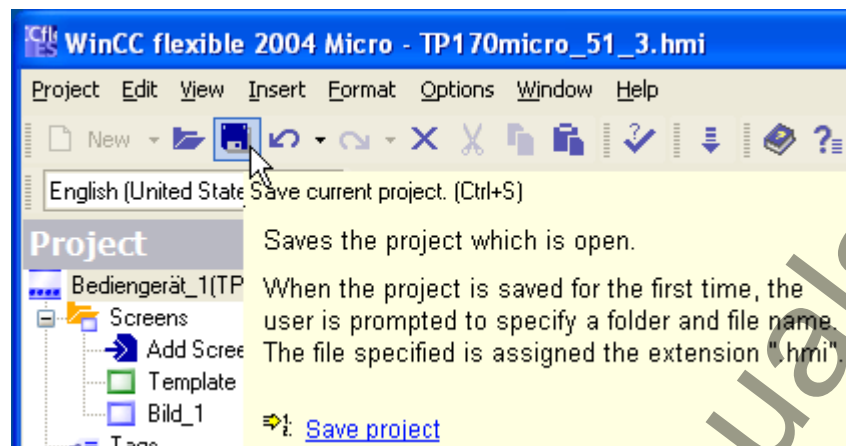 WinCC flexible 2004 Micro - TP170micro_51_3.hmi
Project Edit View Insert Format Options Window Help
New
English (United State
Save current project. (Ctrl+S)
Project
Saves the project which is open.
Bediengerät_1(TP
When the project is saved for the first time, the
Screens
user is prompted to specify a folder and file name.
Add Scree
The file specified is assigned the extension ".hmi".
Template
Bild_1
Save project
Tags